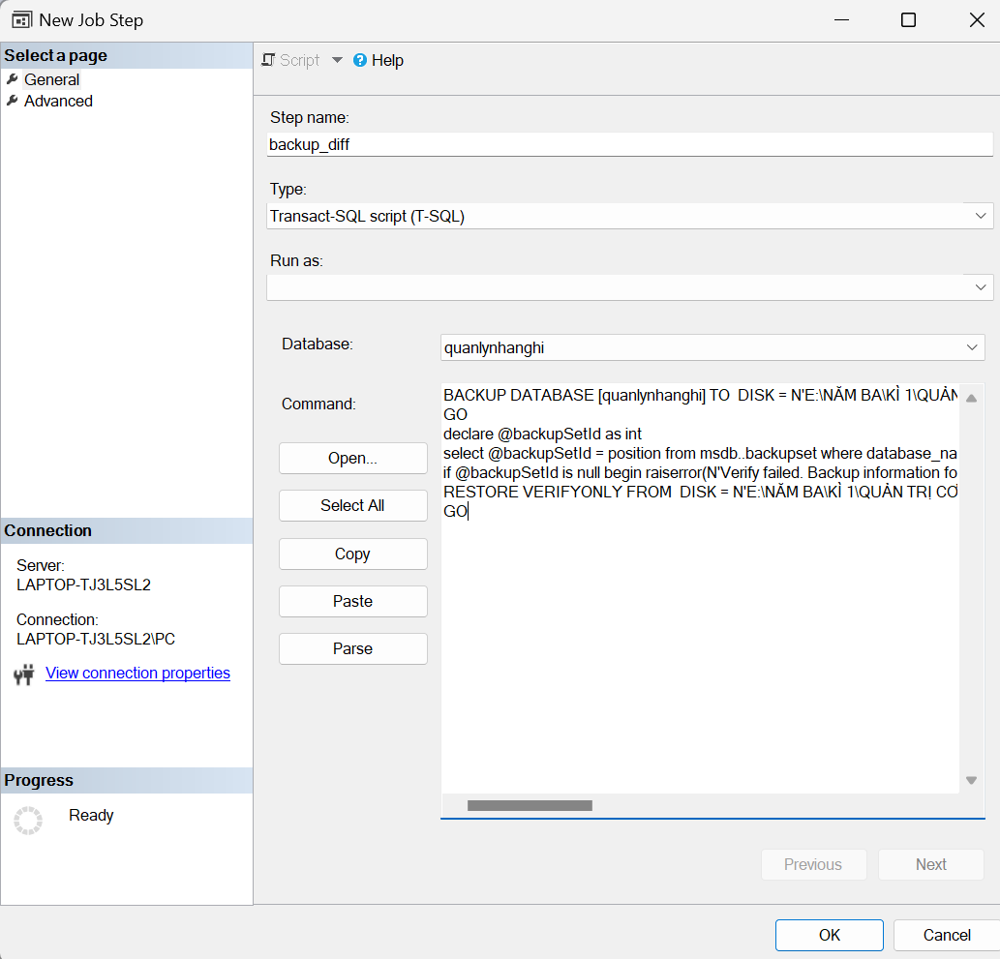 New Job Step
Select a page
General
Advanced
Script
Help
Step name:
backup_diff
Type:
Transact-SQL script (T-SQL)
Run as:
Database:
quanlynhanghi
Command:
BACKUP DATABASE [quanlynhanghi] TO  DISK = N'E:\NĂM BA\KÌ 1\QUẢN
GO
declare @backupSetId as int
select @backupSetId = position from msdb..backupset where database_na
if @backupSetId is null begin raiserror(N'Verify failed. Backup information fo
RESTORE VERIFYONLY FROM  DISK = N'E:\NĂM BA\KÌ 1\QUẢN TRỊ CƠ
GO
Open...
Select All
Copy
Paste
Parse
Connection
Server:
LAPTOP-TJ3L5SL2
Connection:
LAPTOP-TJ3L5SL2\PC
View connection properties
Progress
Ready
Previous
Next
OK
Cancel